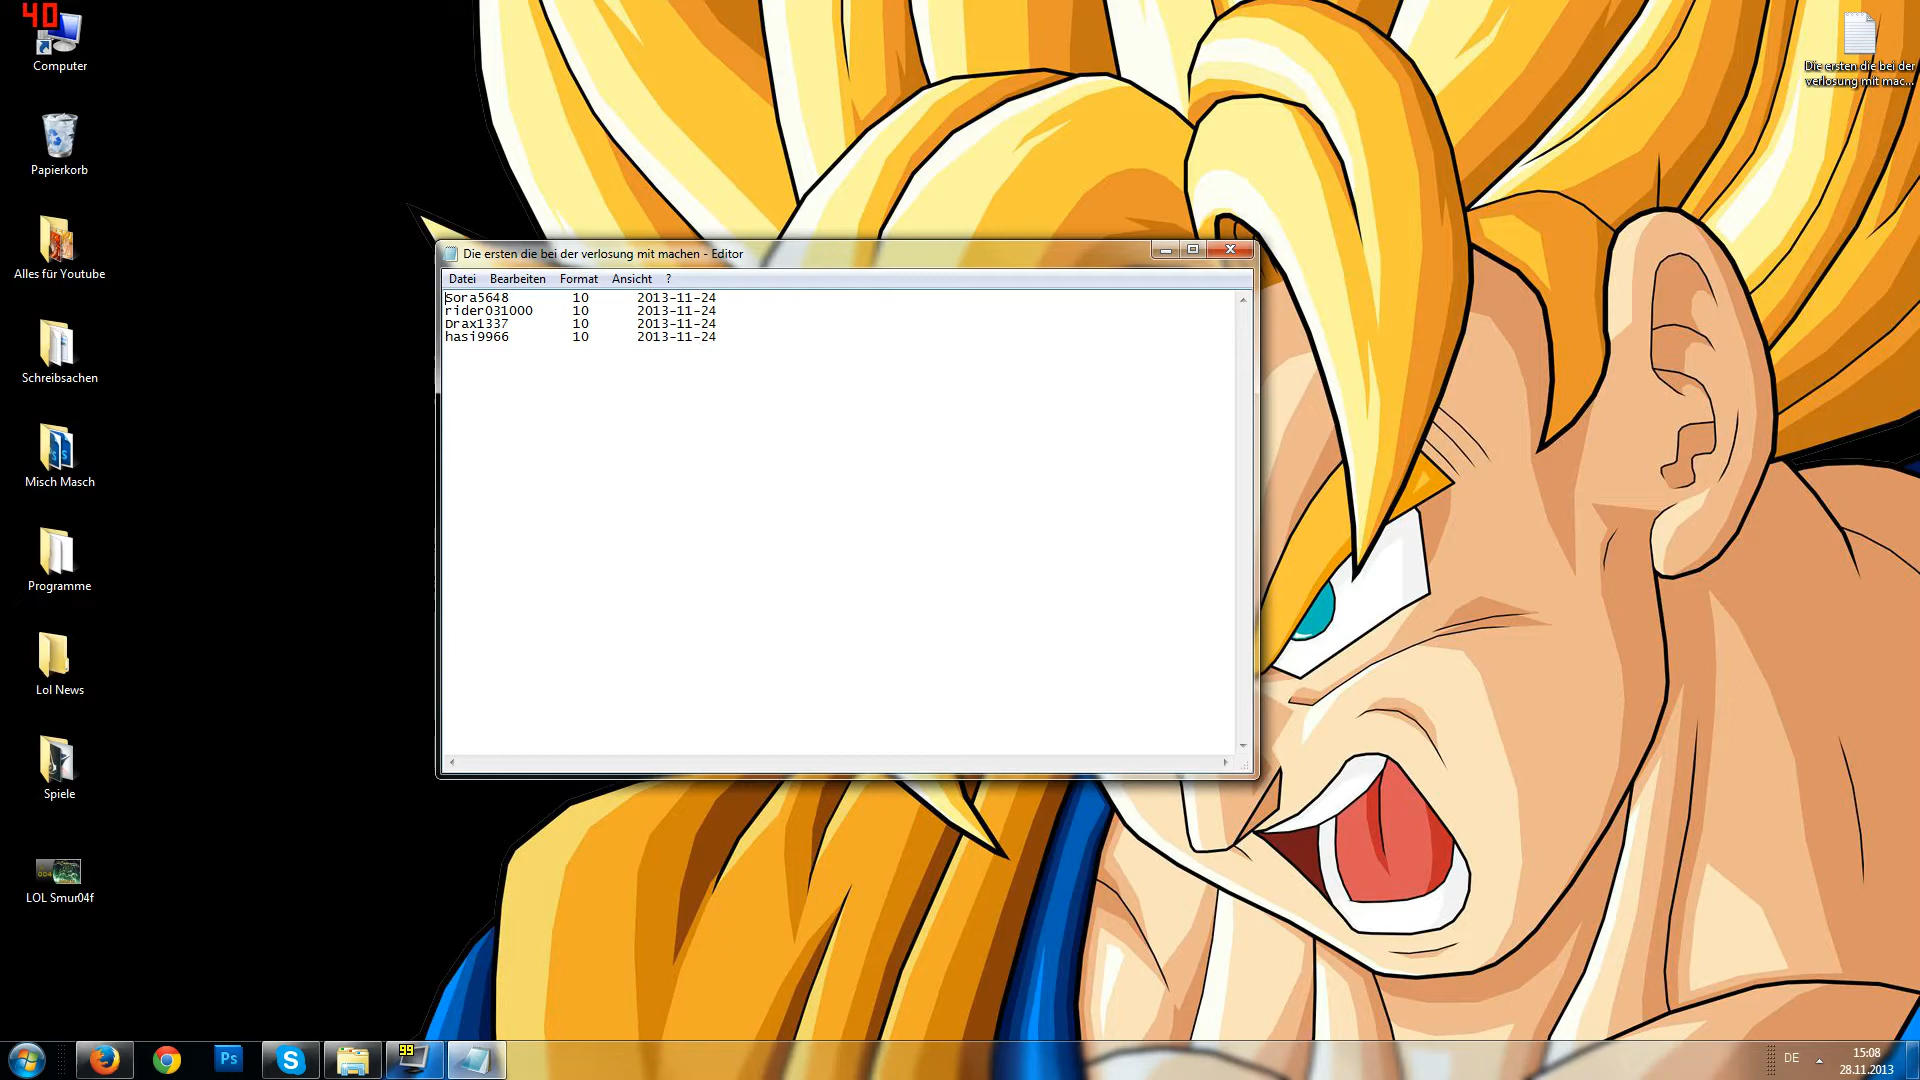 40
Computer
Papierkorb
Alles für Youtube
Schreibsachen
Misch Masch
Programme
Lol News
Spiele
LOL Smur04f
Die ersten die bei der
verlosung mit mac...
Die ersten die bei der verlosung mit machen - Editor
Datei Bearbeiten Format Ansicht ?
sora5648 10 2013-11-24
rider031000 10 2013-11-24
Drax1337 10 2013-11-24
hasi9966 10 2013-11-24
Ps
99
DE
15:08
28.11.2013